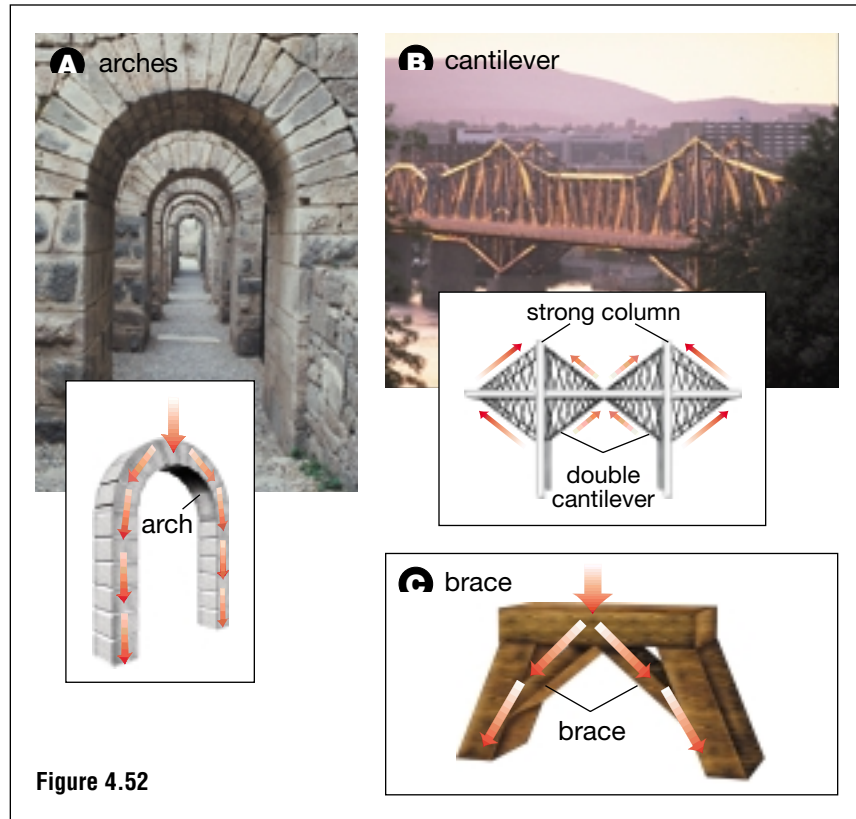 A arches
arch
B cantilever
strong column
double
cantilever
C brace
brace
Figure 4.52